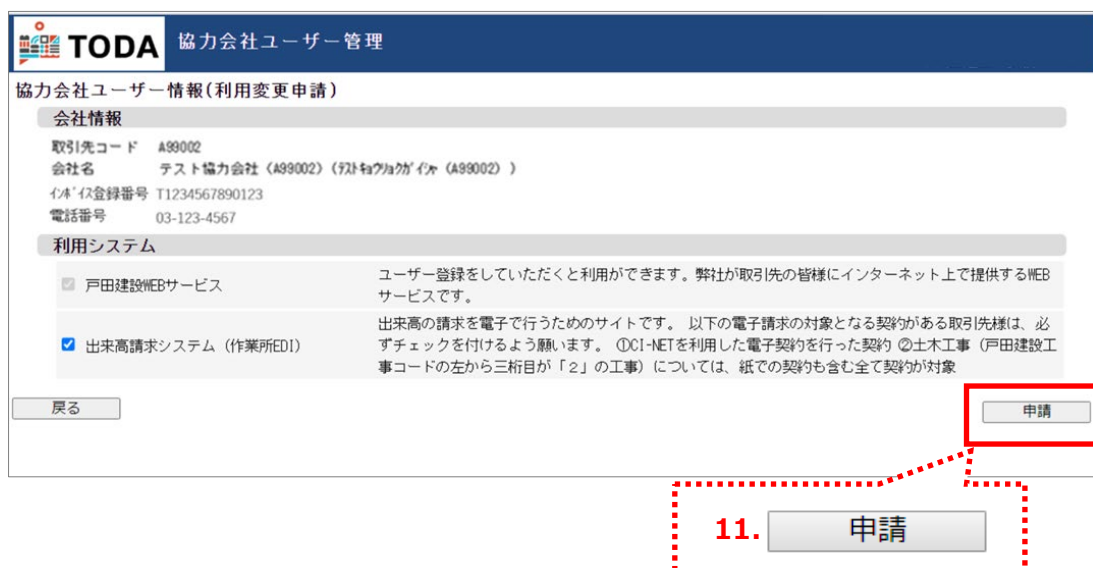 TODA 協力会社ユーザー管理
協力会社ユーザー情報(利用変更申請)
会社情報
取引先コード A99002
会社名 テスト協力会社（A99002）(ﾃｽﾄｷｮｳﾘｮｸｶﾞｲｼｬ（A99002）)
ｲﾝﾎﾞｲｽ登録番号 T1234567890123
電話番号 03-123-4567
利用システム
戸田建設WEBサービス
ユーザー登録をしていただくと利用ができます。弊社が取引先の皆様にインターネット上で提供するWEB
サービスです。
出来高請求システム（作業所EDI）
出来高の請求を電子で行うためのサイトです。 以下の電子請求の対象となる契約がある取引先様は、必
ずチェックを付けるよう願います。 ①CI-NETを利用した電子契約を行った契約 ②土木工事（戸田建設工
事コードの左から三桁目が「２」の工事）については、紙での契約も含む全て契約が対象
戻る
申請
11. 申請